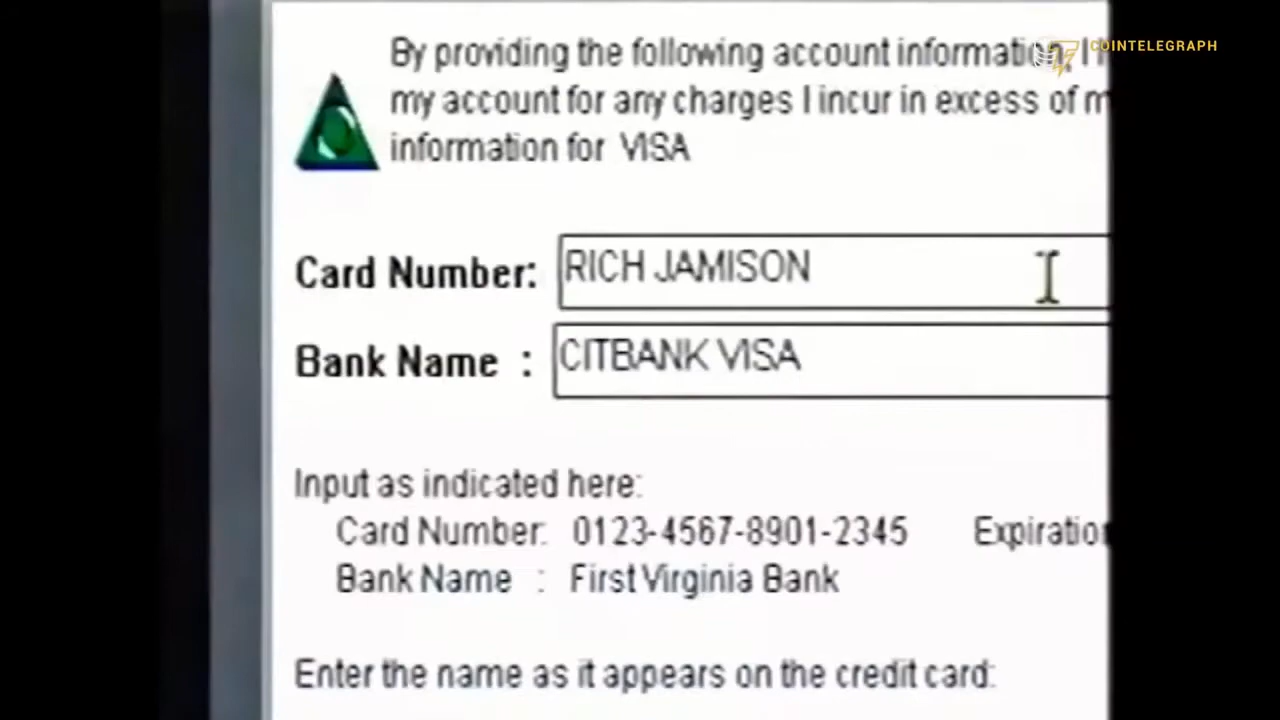 By providing the following account information, I
COINTELEGRAPH
my account for any charges I incur in excess of m
information for VISA
Card Number: RICH JAMISON
Bank Name : CITBANK VISA
Input as indicated here:
Card Number: 0123-4567-8901-2345 Expiration
Bank Name : First Virginia Bank
Enter the name as it appears on the credit card: